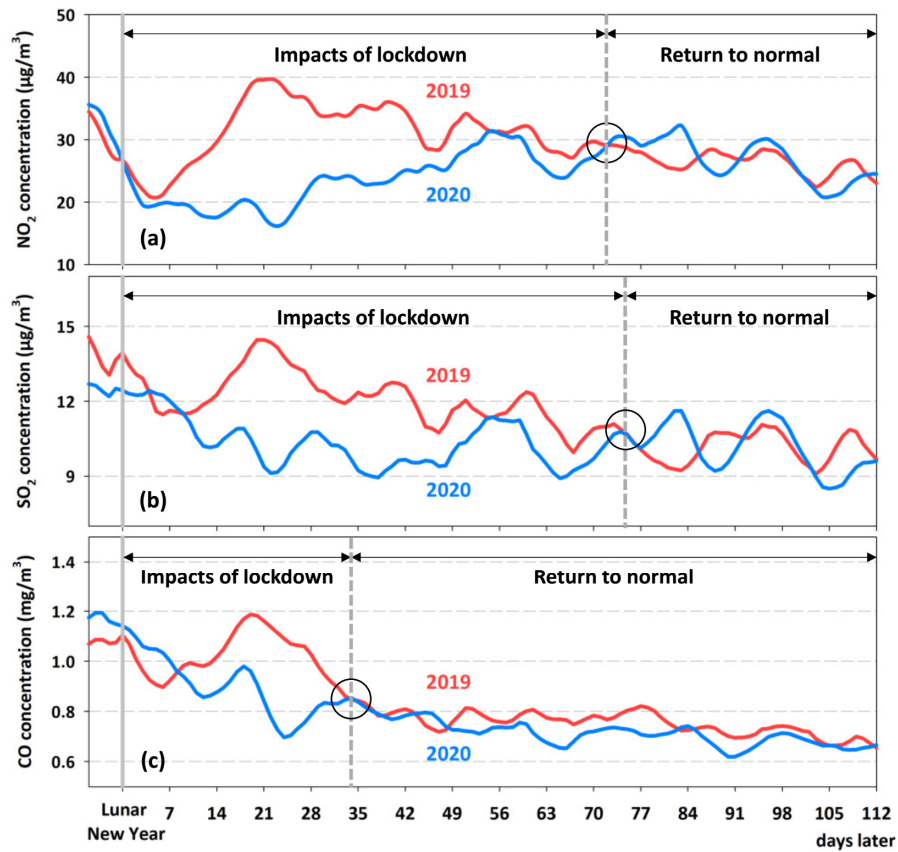 50
40
30
20
10
NO2 concentration (µg/m³)
Impacts of lockdown
Return to normal
2019
2020
(a)
15
12
9
SO2 concentration (µg/m³)
Impacts of lockdown
Return to normal
2019
2020
(b)
1.4
1.2
1.0
0.8
0.6
CO concentration (mg/m³)
Impacts of lockdown
Return to normal
2019
2020
(c)
Lunar
New Year
7 14 21 28 35 42 49 56 63 70 77 84 91 98 105 112
days later